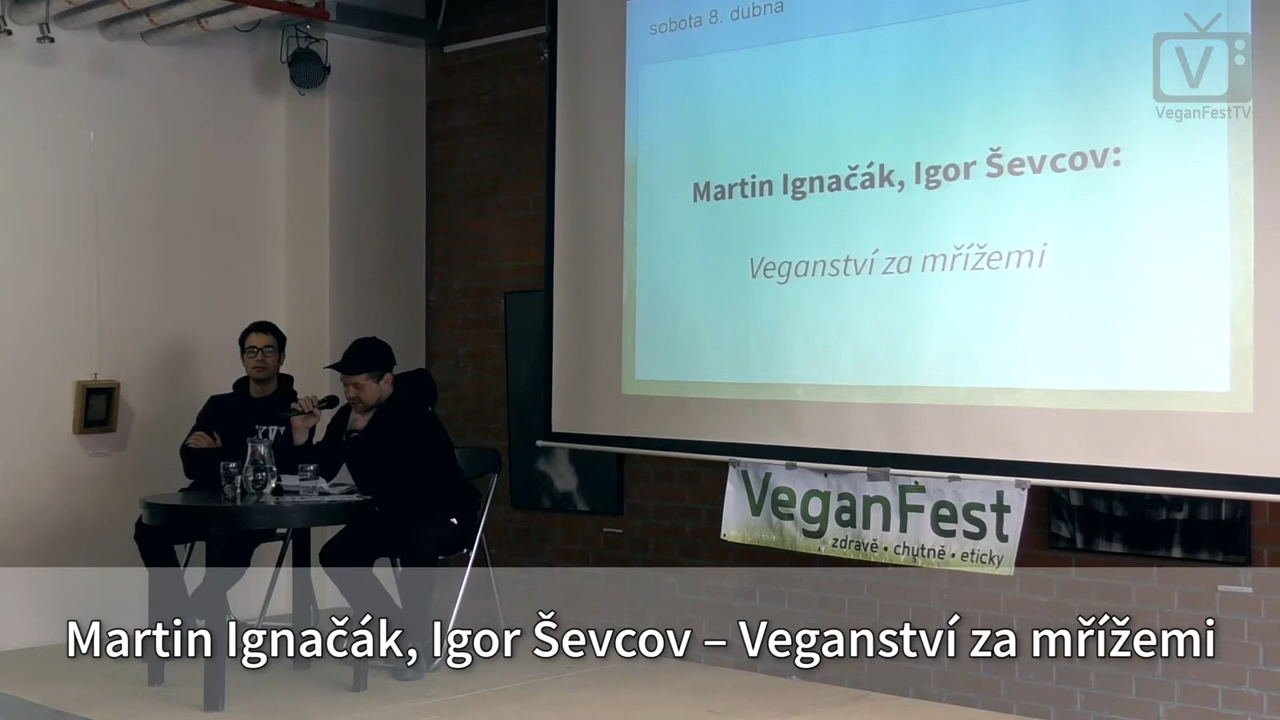 sobota 8. dubna
V
VeganFestTV
Martin Ignačák, Igor Ševcov:
Veganství za mřížemi
VeganFest
zdravě • chutně • eticky
Martin Ignačák, Igor Ševcov – Veganství za mřížemi